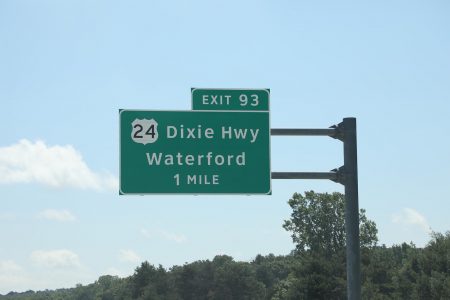 EXIT 93
24 Dixie Hwy
Waterford
1 MILE